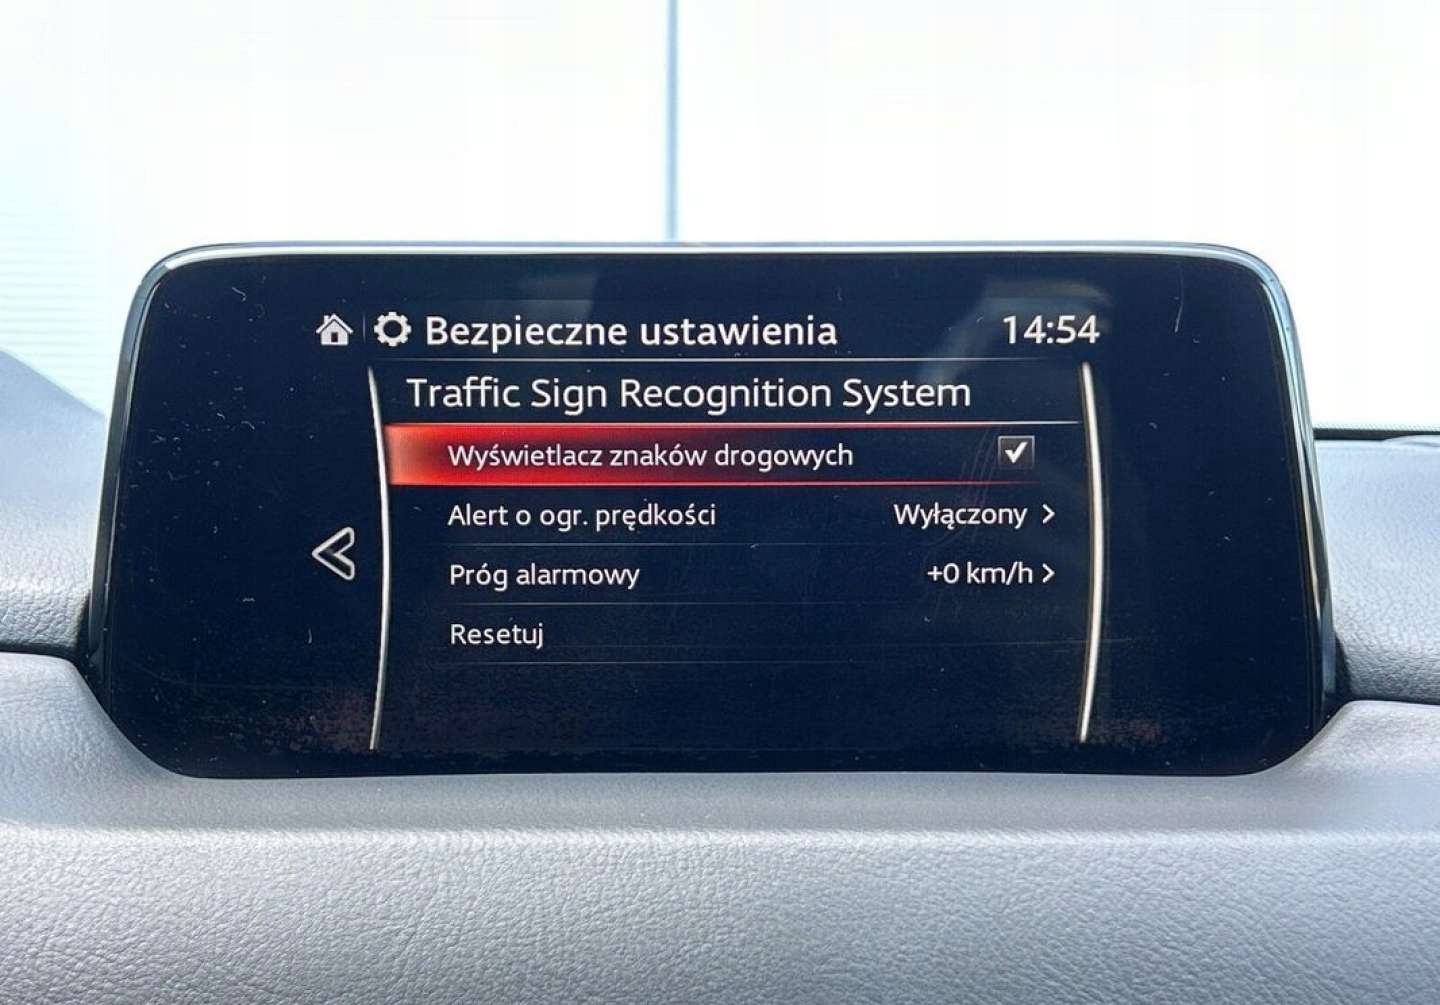 Bezpieczne ustawienia 14:54
Traffic Sign Recognition System
Wyświetlacz znaków drogowych
Alert o ogr. prędkości Wyłączony >
Próg alarmowy +0 km/h >
Resetuj